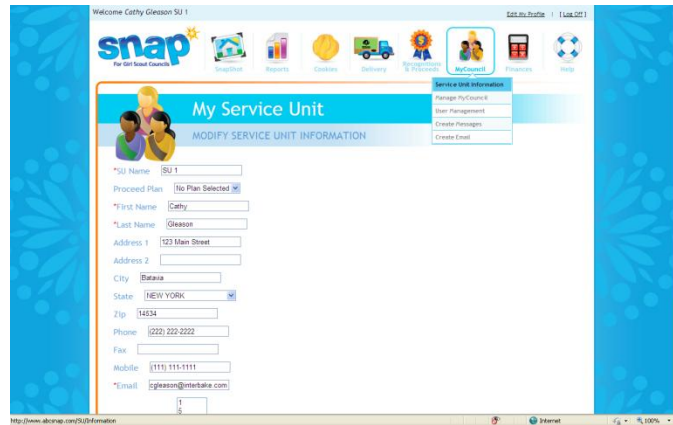 Welcome Cathy Gleason SU 1
Edit My Profile | [Log Off]
snap
For Girl Scout Councils
SnapShot
Reports
Cookies
Delivery
Recognitions & Proceeds
MyCouncil
Finances
Help
Service Unit Information
Manage MyCouncil
User Management
Create Messages
Create Email
My Service Unit
MODIFY SERVICE UNIT INFORMATION
*SU Name SU 1
Proceed Plan No Plan Selected
*First Name Cathy
*Last Name Gleason
Address 1 123 Main Street
Address 2
City Batavia
State NEW YORK
Zip 14534
Phone (222) 222-2222
Fax
Mobile (111) 111-1111
*Email cgleason@interbake.com
1
5
http://www.abcsnap.com/SU/Information
Internet
100%